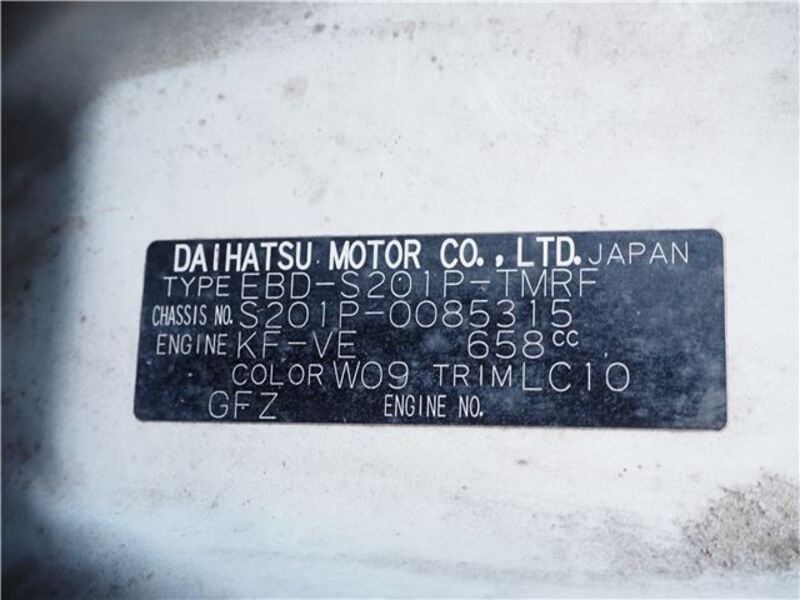 DAIHATSU MOTOR CO., LTD. JAPAN
TYPE EBD-S201P-TMRF
CHASSIS NO. S201P-0085315
ENGINE KF-VE 658cc
COLOR W09 TRIM LC10
GFZ ENGINE NO.